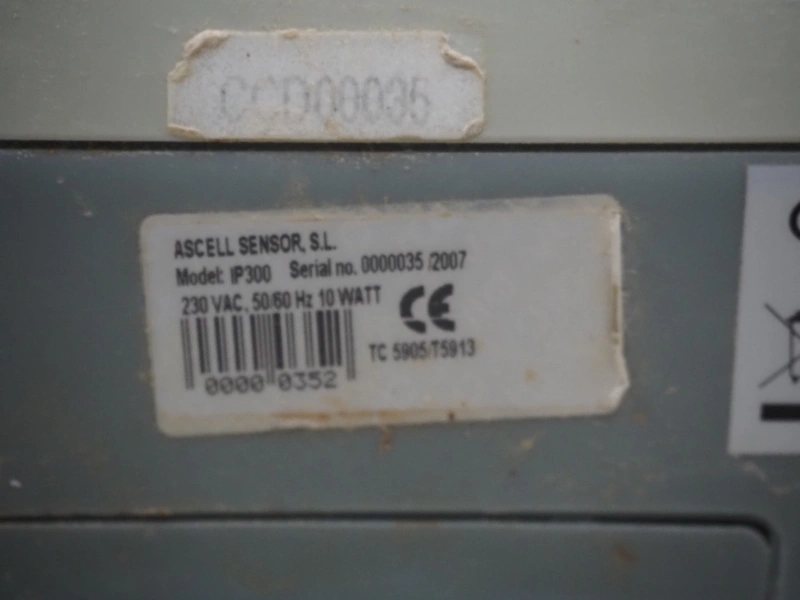 CCD00035
ASCELL SENSOR, S.L.
Model: IP300 Serial no. 0000035 /2007
230 VAC, 50/60 Hz 10 WATT
CE
TC 5905/T5913
0000 0352